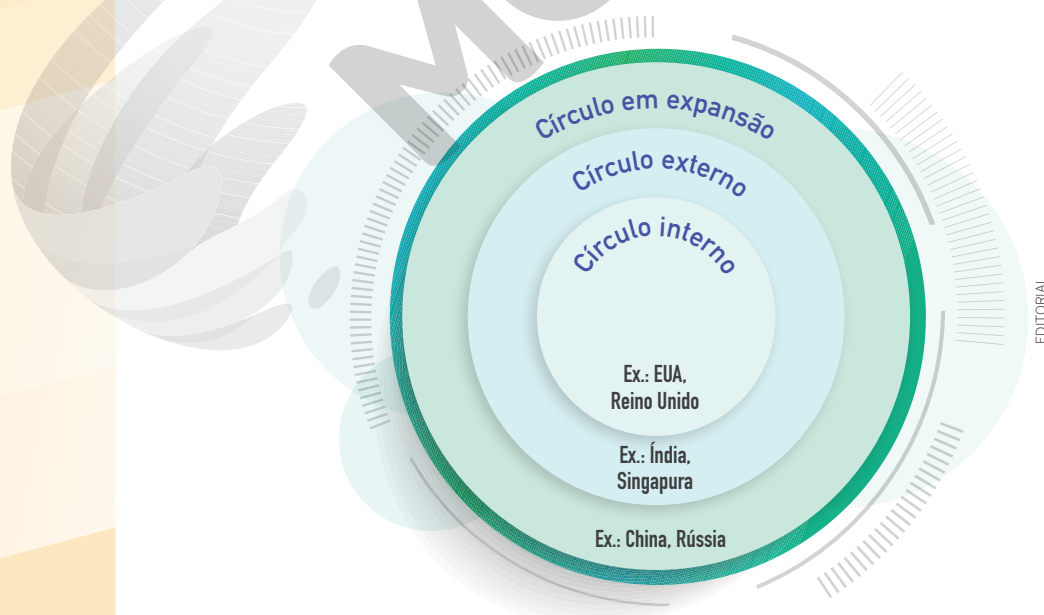 Círculo em expansão
Círculo externo
Círculo interno
Ex.: EUA,
Reino Unido
Ex.: Índia,
Singapura
Ex.: China, Rússia
EDITORIAL